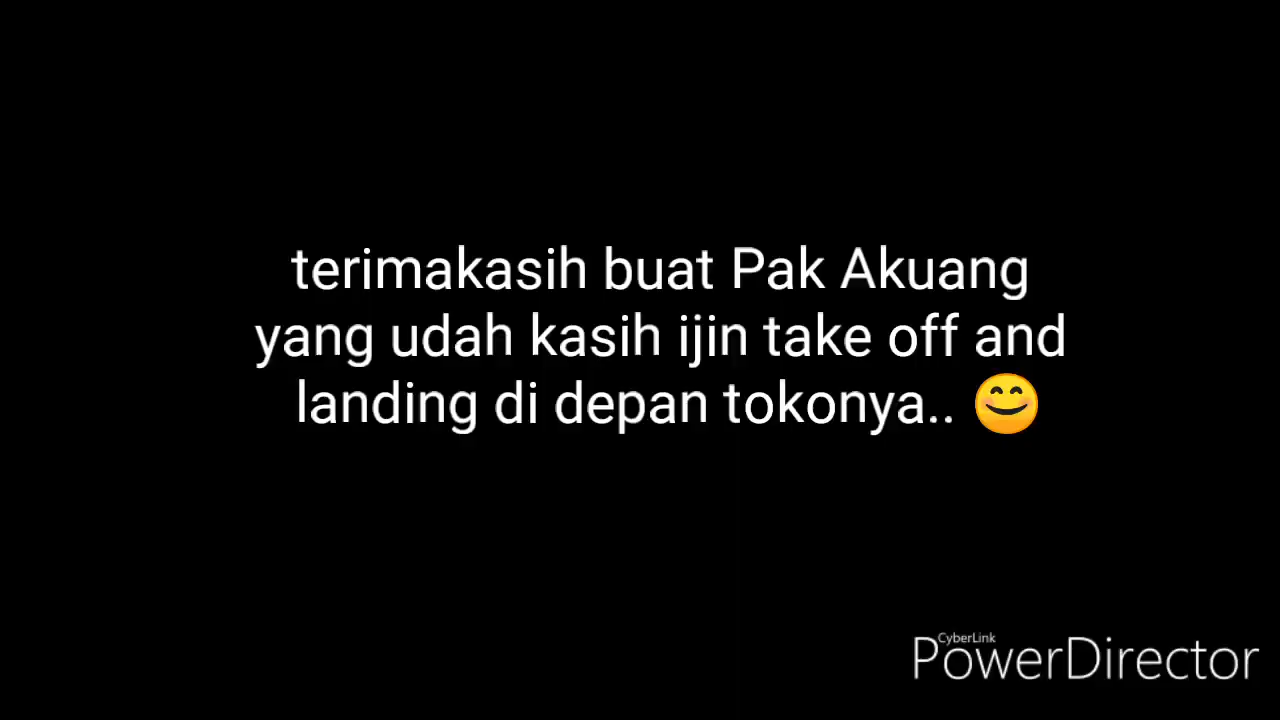 terimakasih buat Pak Akuang
yang udah kasih ijin take off and
landing di depan tokonya.. 😊
CyberLink
PowerDirector